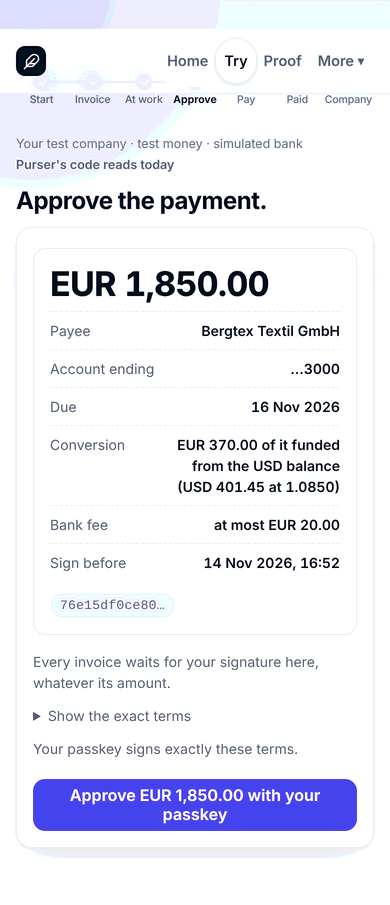 Home Try Proof More ▾
Start Invoice At work Approve Pay Paid Company
Your test company · test money · simulated bank
Purser's code reads today
Approve the payment.
EUR 1,850.00
Payee Bergtex Textil GmbH
Account ending …3000
Due 16 Nov 2026
Conversion EUR 370.00 of it funded
from the USD balance
(USD 401.45 at 1.0850)
Bank fee at most EUR 20.00
Sign before 14 Nov 2026, 16:52
76e15df0ce80…
Every invoice waits for your signature here,
whatever its amount.
▶ Show the exact terms
Your passkey signs exactly these terms.
Approve EUR 1,850.00 with your
passkey